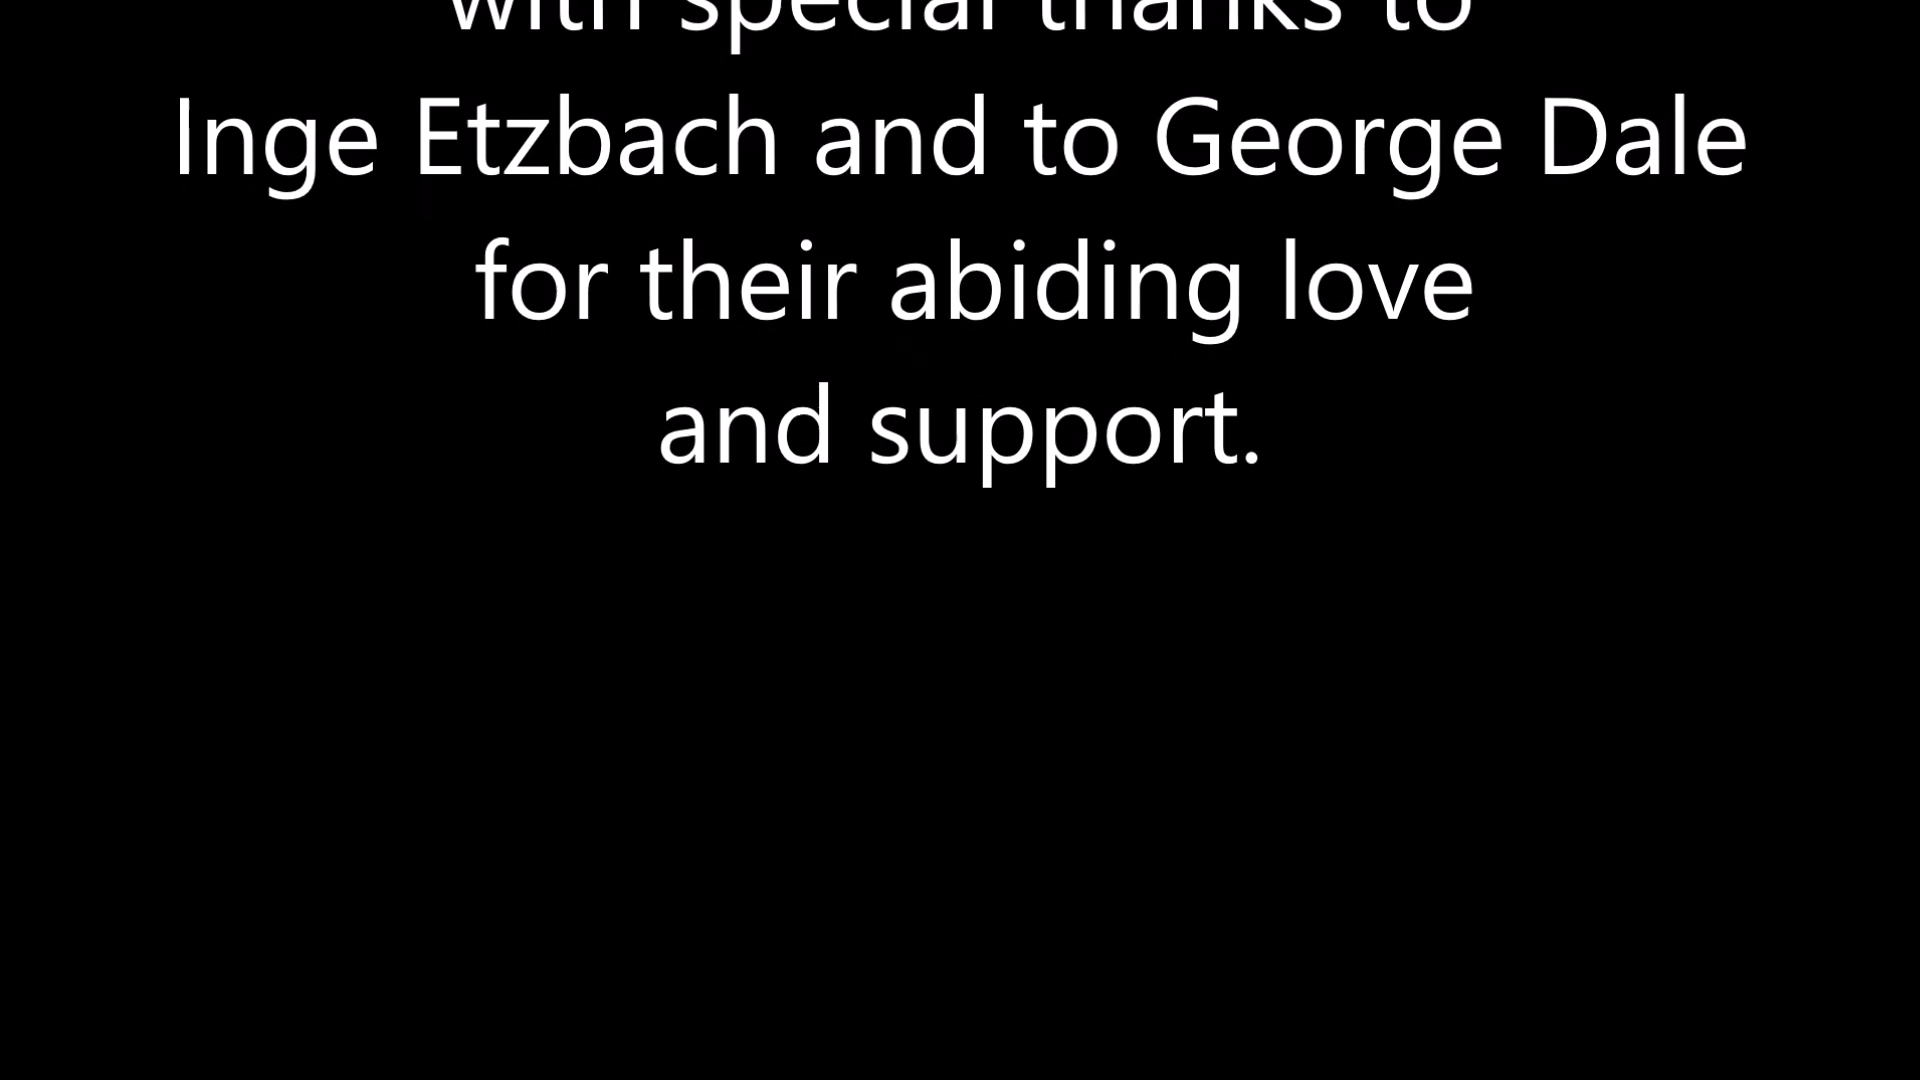 with special thanks to
Inge Etzbach and to George Dale
for their abiding love
and support.